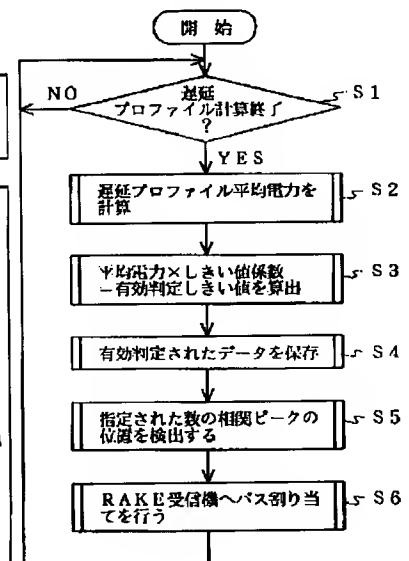 開 始
遅延
プロファイル計算終了
?
S1
NO
YES
遅延プロファイル平均電力を
計算
S2
平均電力×しきい値係数
=有効判定しきい値を算出
S3
有効判定されたデータを保存
S4
指定された数の相関ピークの
位置を検出する
S5
RAKE受信機へパス割り当
てを行う
S6